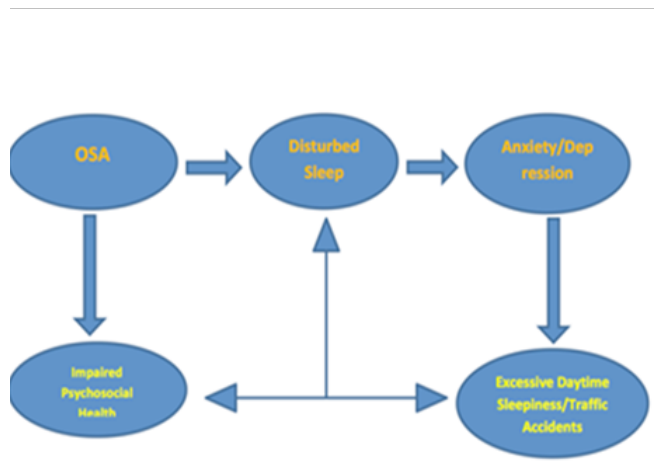 OSA
Disturbed
Sleep
Anxiety/Dep
ression
Impaired
Psychosocial
Health
Excessive Daytime
Sleepiness/Traffic
Accidents